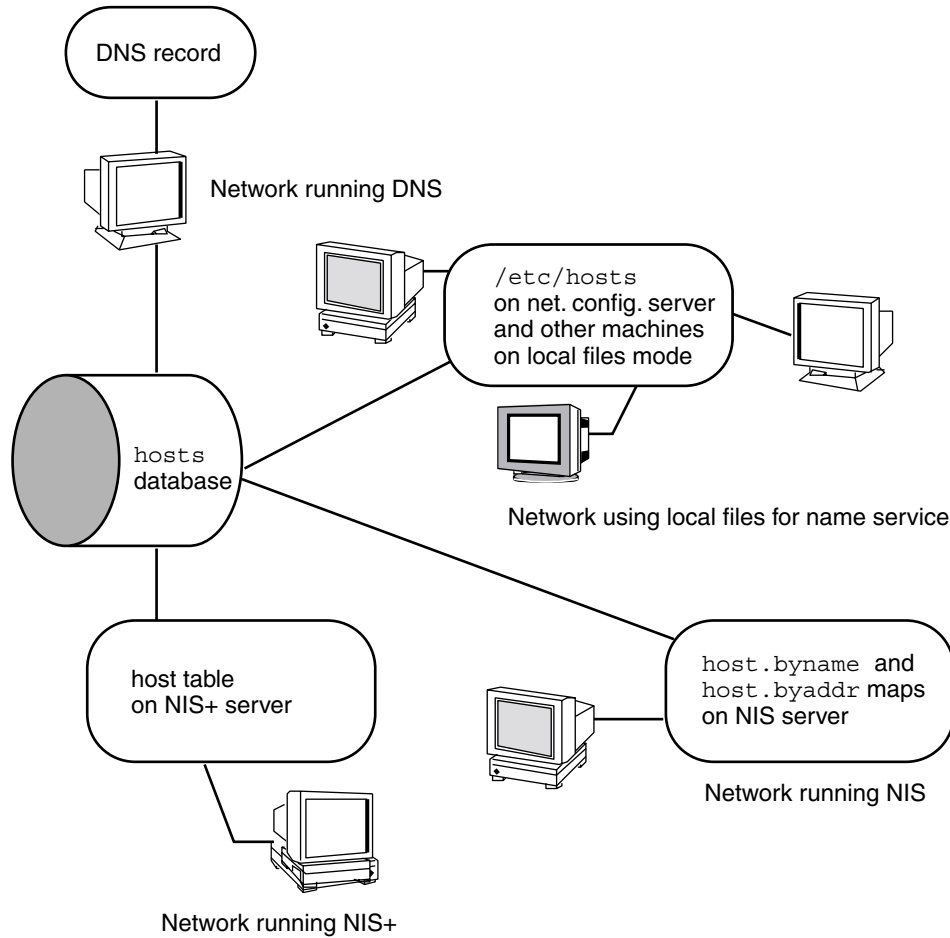 DNS record
Network running DNS
/etc/hosts
on net. config. server
and other machines
on local files mode
hosts
database
Network using local files for name service
host table
on NIS+ server
host.byname and
host.byaddr maps
on NIS server
Network running NIS
Network running NIS+